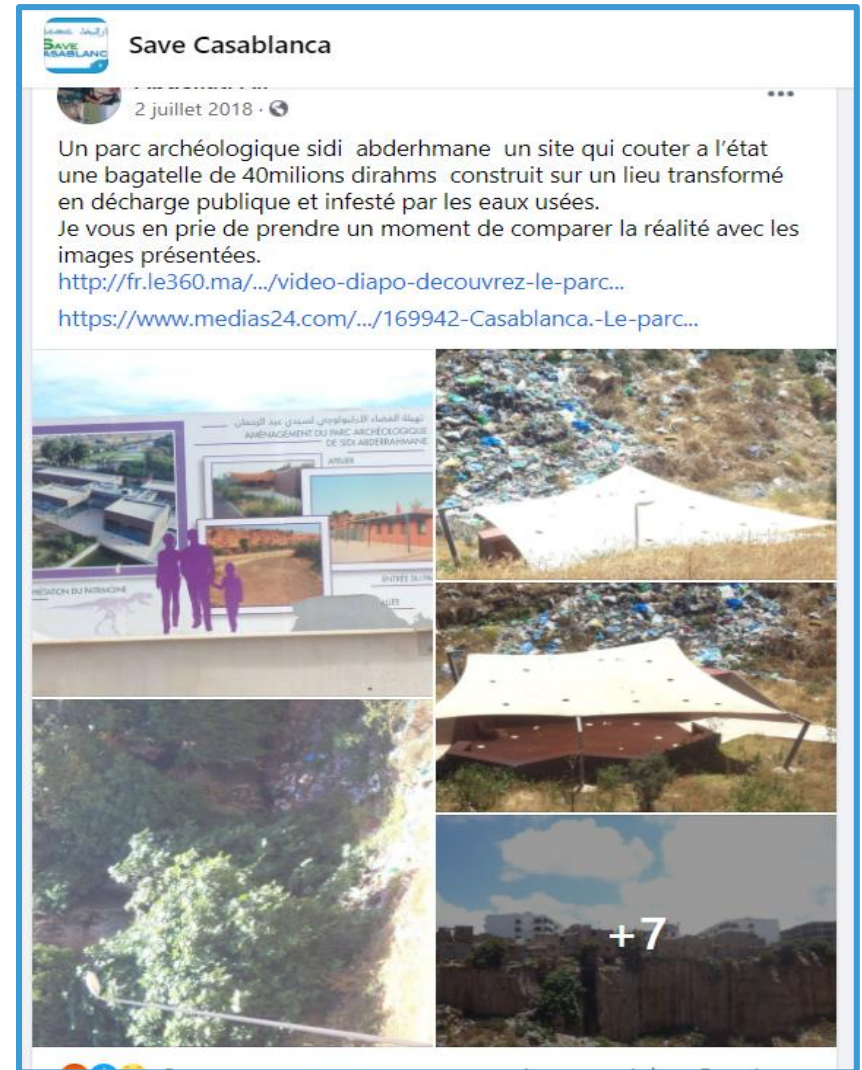 SAVE
Save Casablanca
2 juillet 2018 ·
Un parc archéologique sidi abderhmane un site qui couter a l'état
une bagatelle de 40milions dirahms construit sur un lieu transformé
en décharge publique et infesté par les eaux usées.
Je vous en prie de prendre un moment de comparer la réalité avec les
images présentées.
http://fr.le360.ma/.../video-diapo-decouvrez-le-parc...
https://www.medias24.com/.../169942-Casablanca.-Le-parc...
تهيئة الفضاء الأركيولوجي لسيدي عبد الرحمان
AMÉNAGEMENT DU PARC ARCHÉOLOGIQUE
DE SIDI ABDERRAHMANE
ATELIER
ENTRÉE DU
DU PATRIMOINE
+7